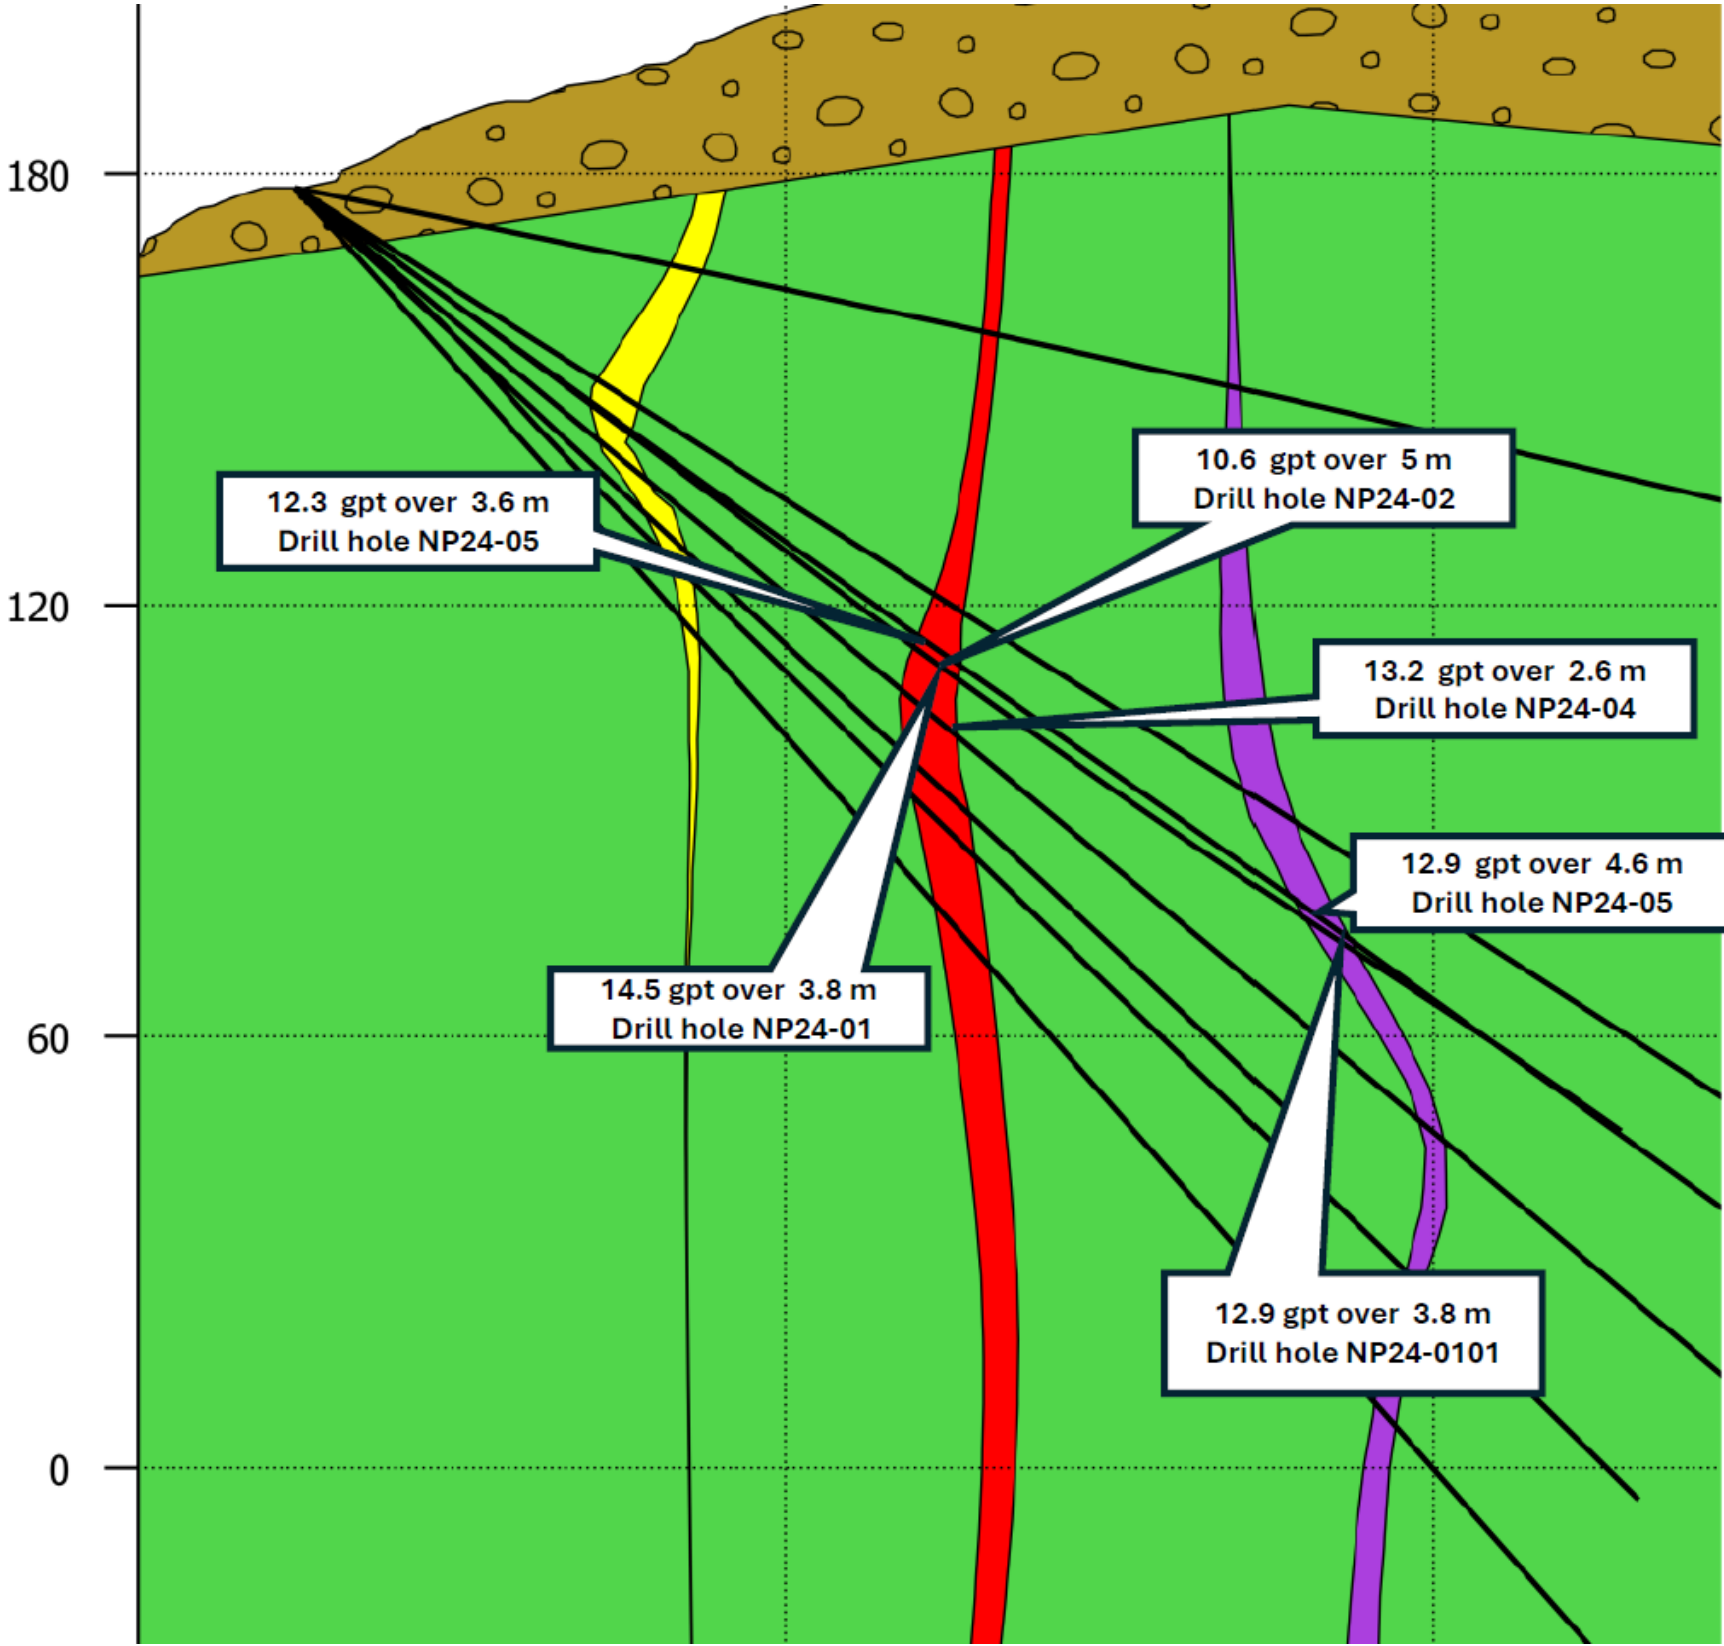 180
10.6 gpt over 5 m
Drill hole NP24-02
12.3 gpt over 3.6 m
Drill hole NP24-05
120
13.2 gpt over 2.6 m
Drill hole NP24-04
12.9 gpt over 4.6 m
Drill hole NP24-05
14.5 gpt over 3.8 m
Drill hole NP24-01
60
12.9 gpt over 3.8 m
Drill hole NP24-0101
0